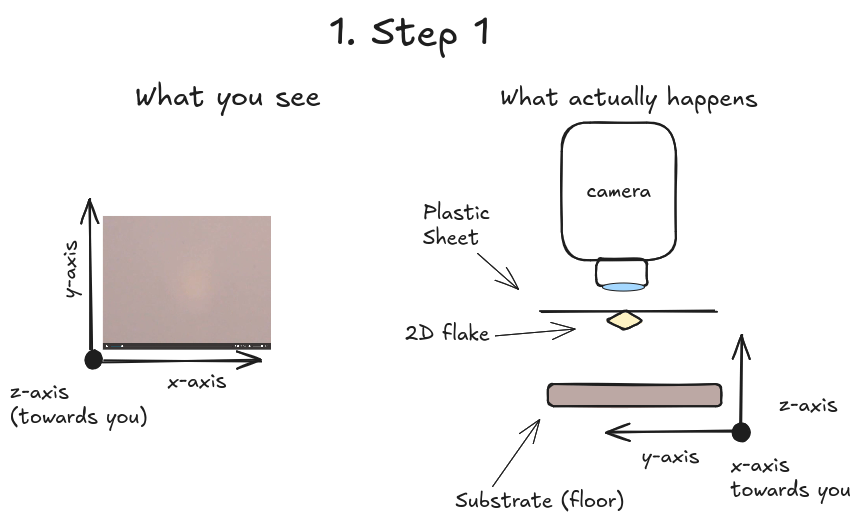 1. Step 1
What you see
What actually happens
camera
Plastic
Sheet
2D flake
y-axis
x-axis
z-axis
(towards you)
z-axis
y-axis
x-axis
towards you
Substrate (floor)